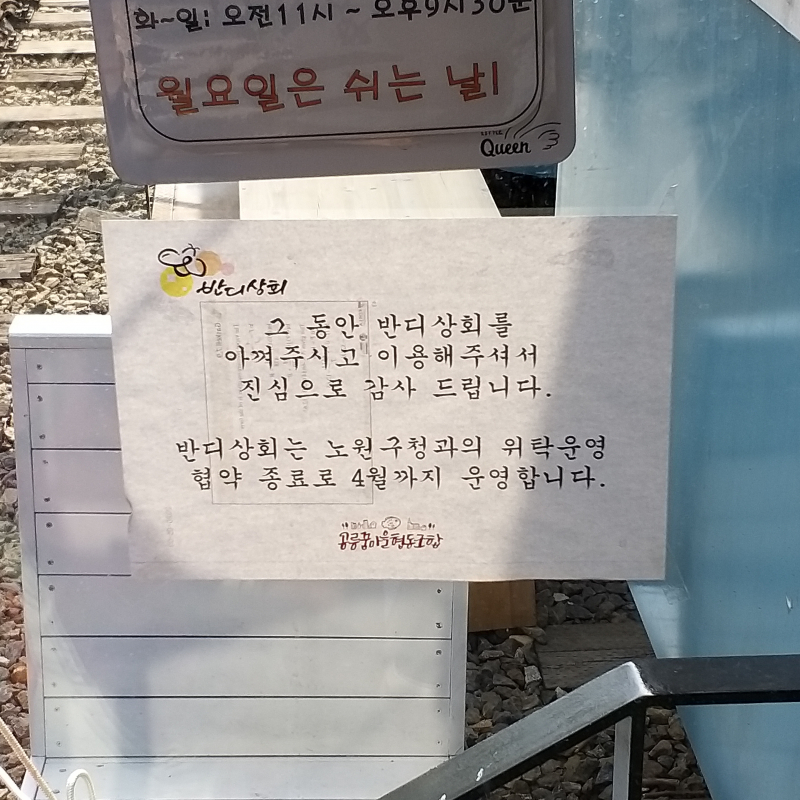 화~일: 오전11시 ~ 오후9시30분
월요일은 쉬는 날!
LITTLE
Queen
반디상회
그 동안 반디상회를
아껴주시고 이용해주셔서
진심으로 감사 드립니다.
반디상회는 노원구청과의 위탁운영
협약 종료로 4월까지 운영합니다.
공릉꿈마을협동조합